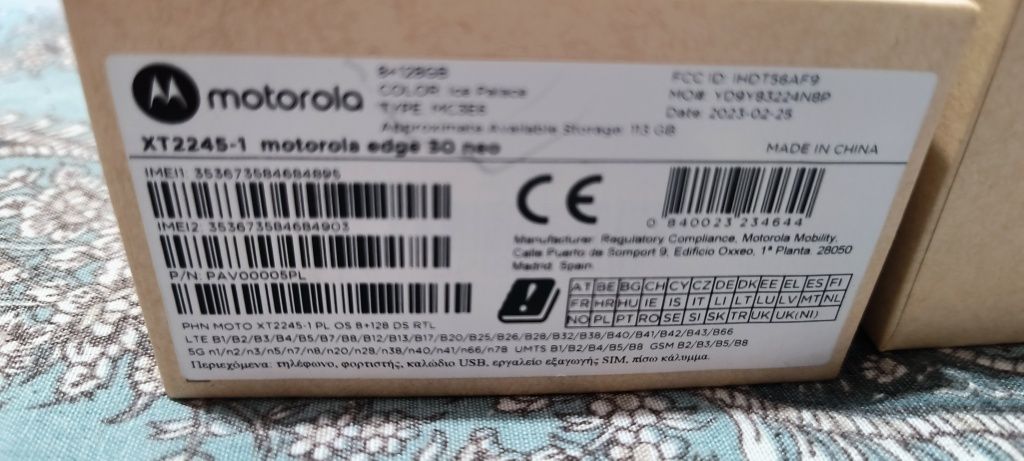 motorola
8+128GB
COLOR: Ice Palace
TYPE: MC3E8
Approximate Available Storage: 113 GB
FCC ID: IHDT56AF9
MO#: YD9YB3224N8P
Date: 2023-02-25
XT2245-1 motorola edge 30 neo
MADE IN CHINA
IMEI1: 353673584684895
IMEI2: 353673584684903
P/N: PAV00005PL
CE
0 840023 234644
Manufacturer: Regulatory Compliance, Motorola Mobility,
Calle Puerto de Somport 9, Edificio Oxxeo, 1ª Planta, 28050
Madrid, Spain
AT BE BG CH CY CZ DE DK EE EL ES FI
FR HR HU IE IS IT LI LT LU LV MT NL
NO PL PT RO SE SI SK TR UK UK(NI)
PHN MOTO XT2245-1 PL OS 8+128 DS RTL
LTE B1/B2/B3/B4/B5/B7/B8/B12/B13/B17/B20/B25/B26/B28/B32/B38/B40/B41/B42/B43/B66
5G n1/n2/n3/n5/n7/n8/n20/n28/n38/n40/n41/n66/n78 UMTS B1/B2/B4/B5/B8 GSM B2/B3/B5/B8
Περιεχόμενα: τηλέφωνο, φορτιστής, καλώδιο USB, εργαλείο εξαγωγής SIM, πίσω κάλυμμα.